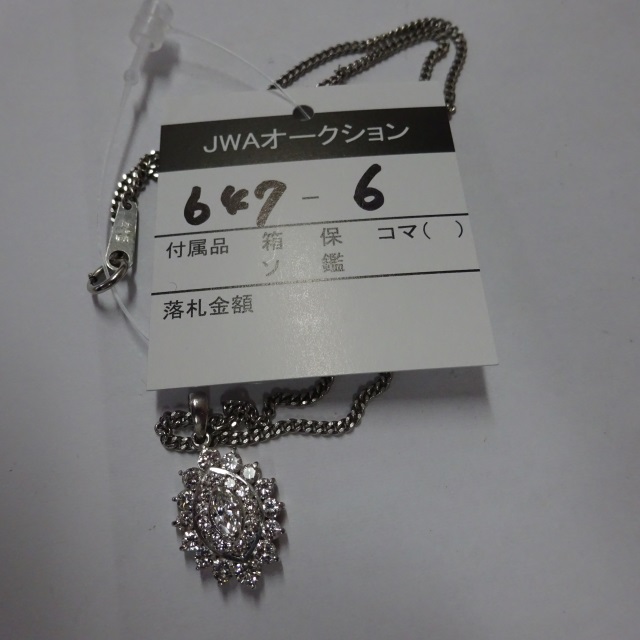 JWAオークション
647-6
付属品 箱 保 コマ( )
ソ 鑑
落札金額